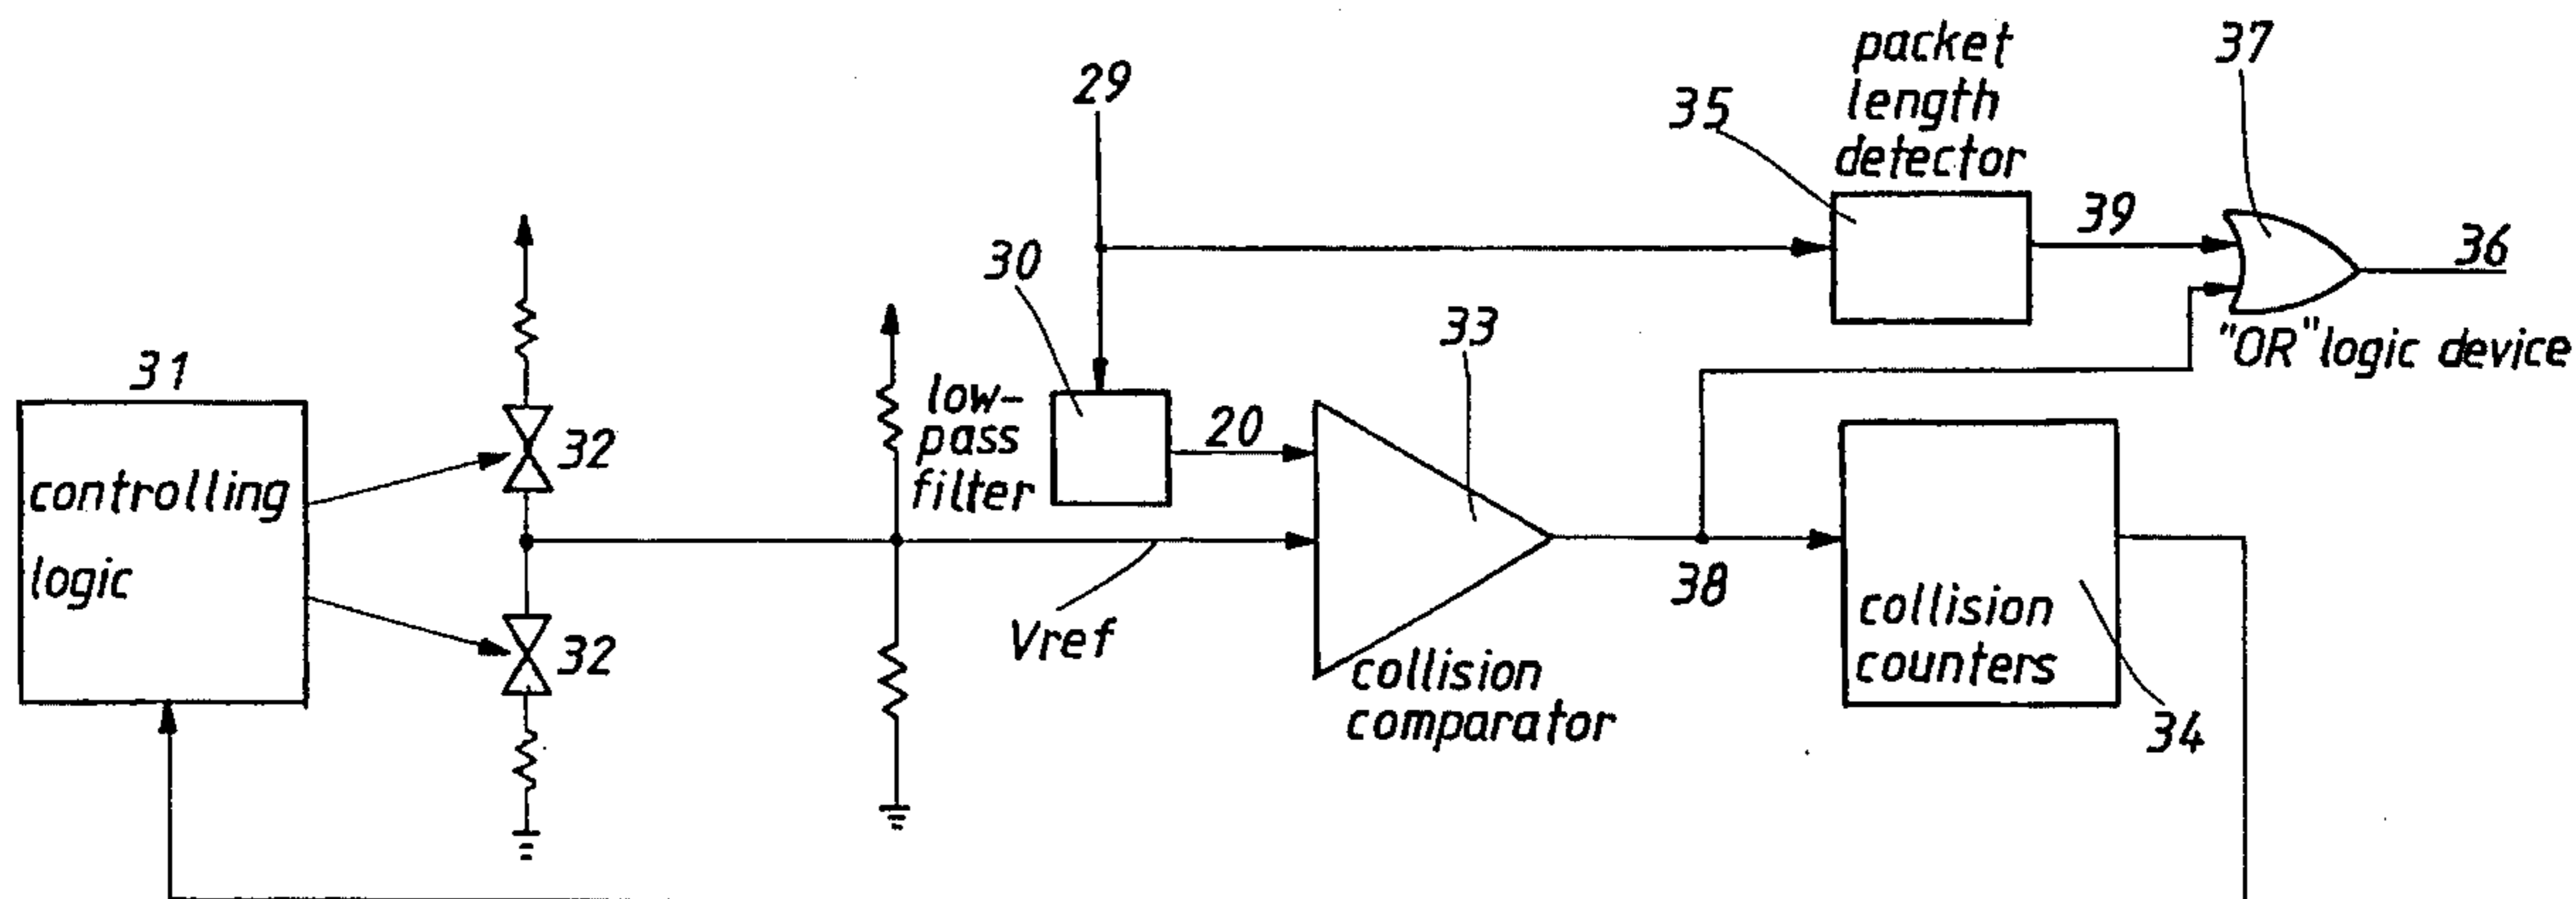 29
packet
length
detector
35
37
39
36
"OR" logic device
30
low-
pass
filter
20
33
31
controlling
logic
32
32
Vref
collision
comparator
38
collision
counters
34